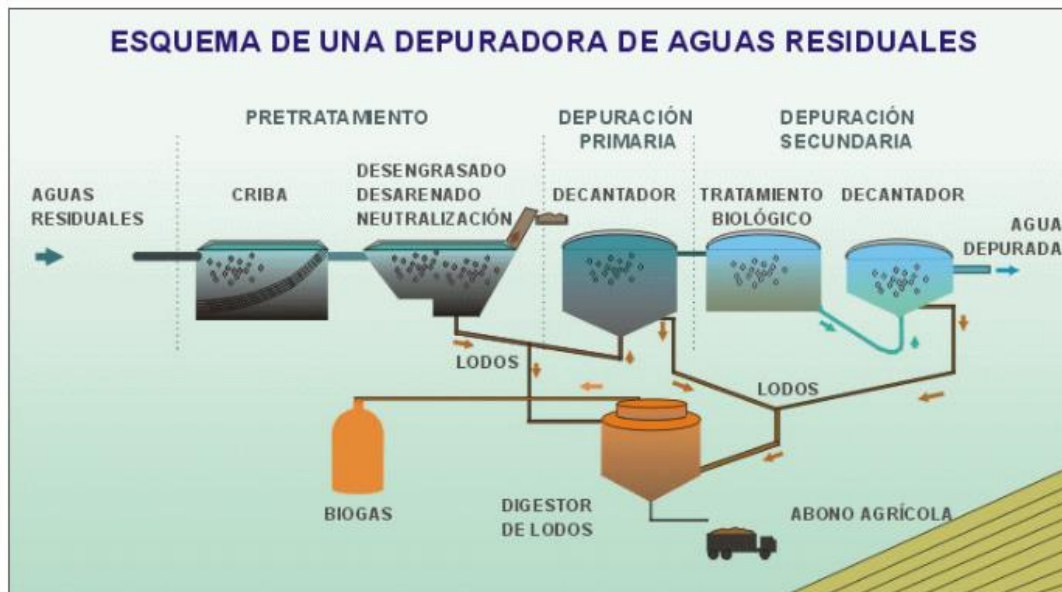 ESQUEMA DE UNA DEPURADORA DE AGUAS RESIDUALES
PRETRATAMIENTO
DEPURACIÓN
PRIMARIA
DEPURACIÓN
SECUNDARIA
AGUAS
RESIDUALES
CRIBA
DESENGRASADO
DESARENADO
NEUTRALIZACIÓN
DECANTADOR
TRATAMIENTO
BIOLÓGICO
DECANTADOR
AGUA
DEPURADA
LODOS
LODOS
BIOGAS
DIGESTOR
DE LODOS
ABONO AGRÍCOLA